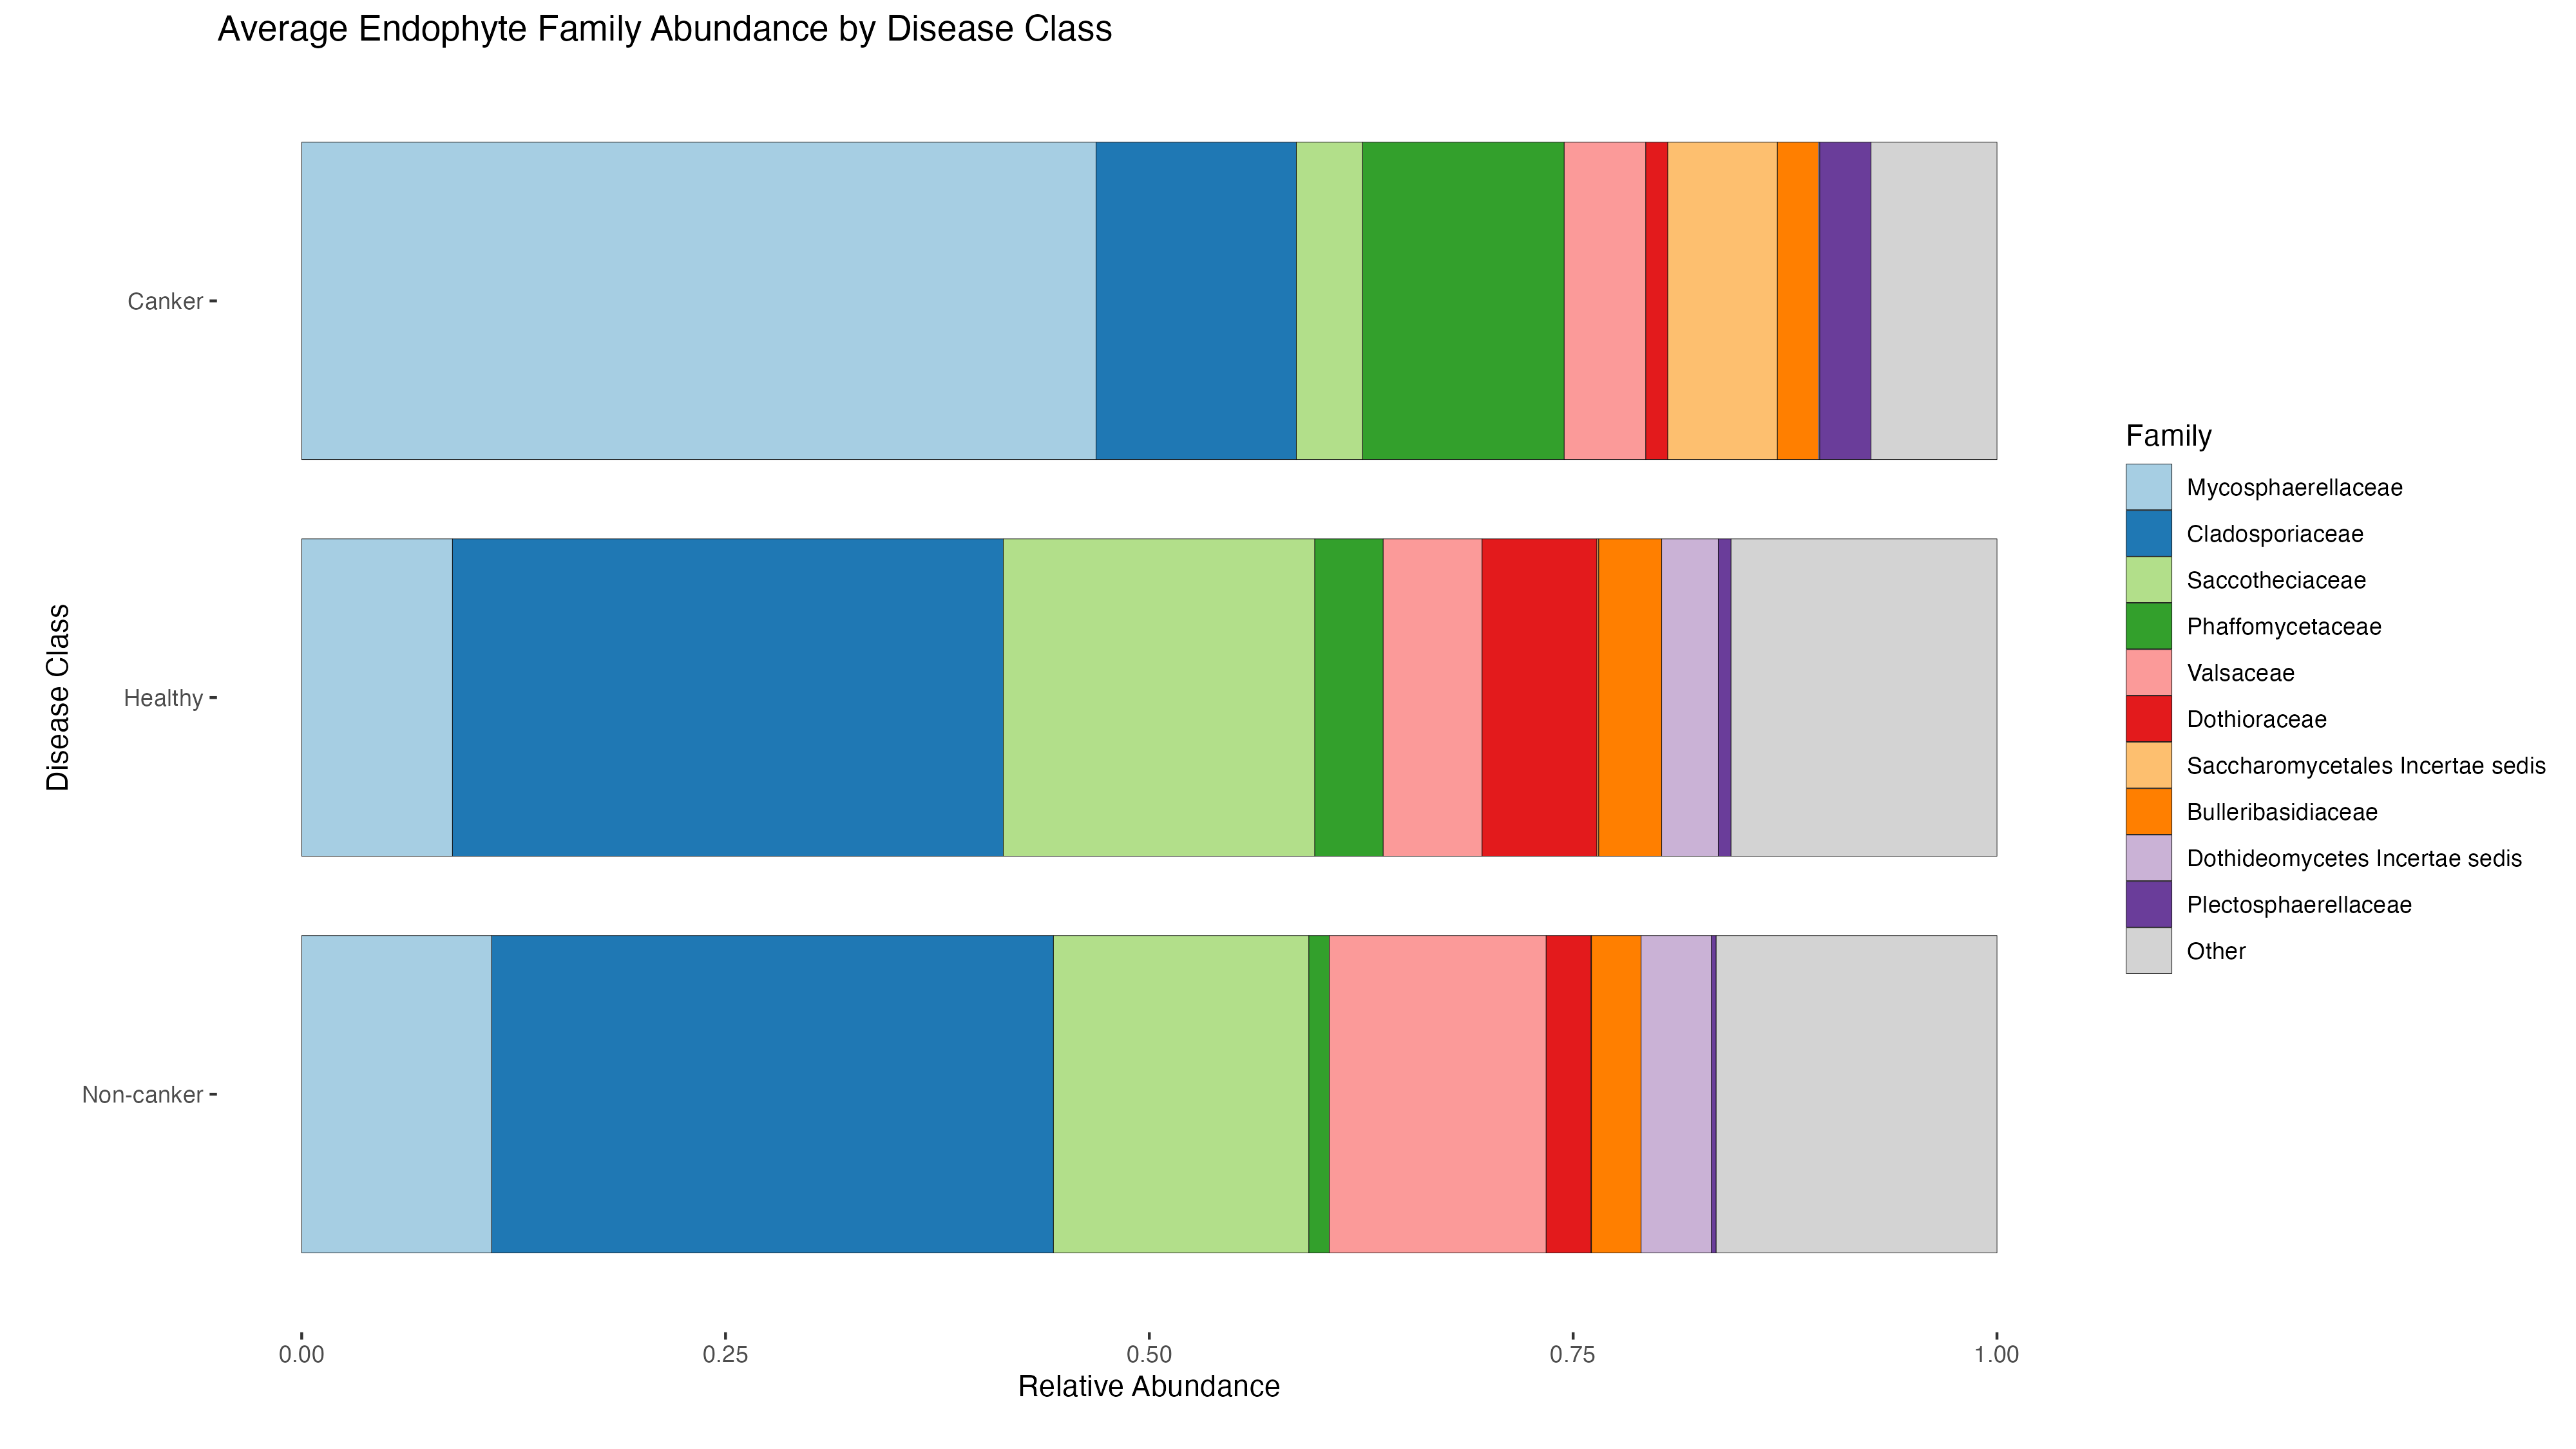 Average Endophyte Family Abundance by Disease Class
Disease Class
Canker
Healthy
Non-canker
0.00 0.25 0.50 0.75 1.00
Relative Abundance
Family
Mycosphaerellaceae
Cladosporiaceae
Saccotheciaceae
Phaffomycetaceae
Valsaceae
Dothioraceae
Saccharomycetales Incertae sedis
Bulleribasidiaceae
Dothideomycetes Incertae sedis
Plectosphaerellaceae
Other